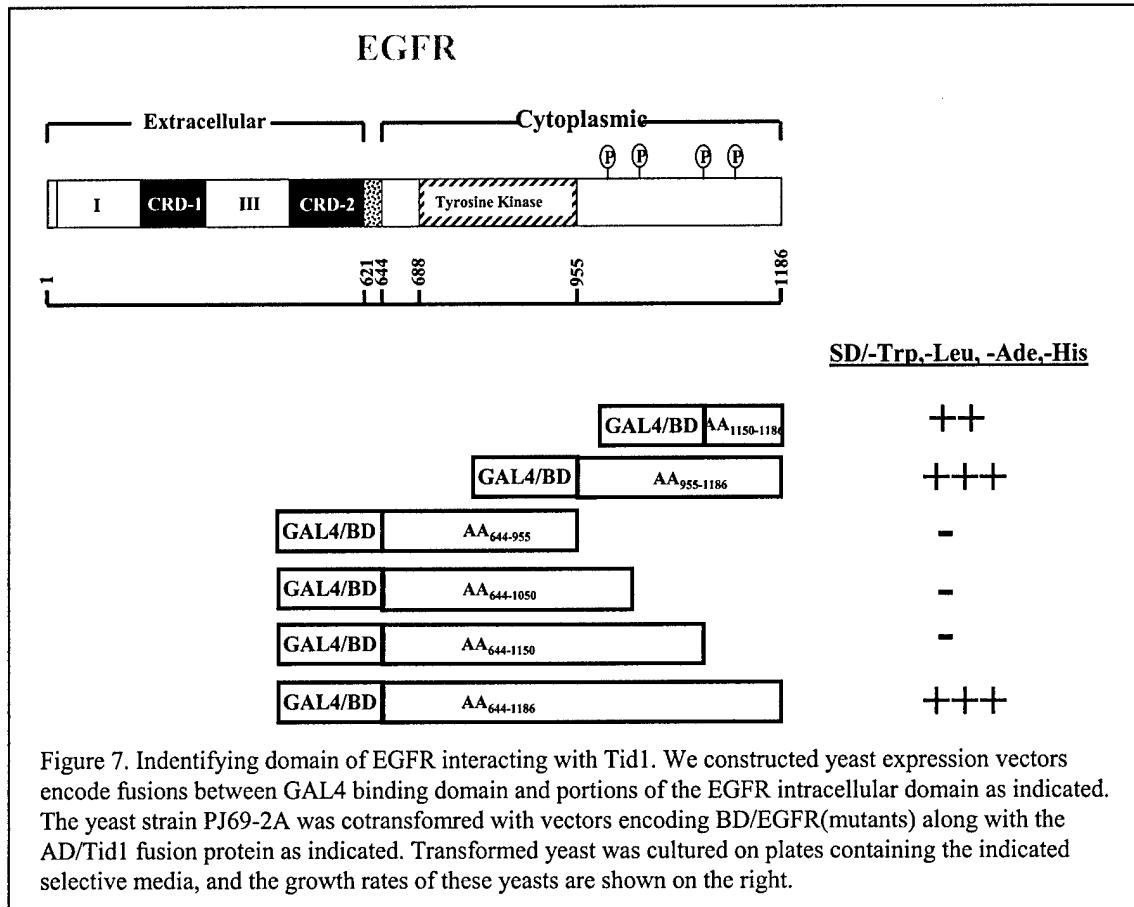 EGFR
Extracellular
Cytoplasmic
P P P P
I CRD-1 III CRD-2 Tyrosine Kinase
1 621 644 688 955 1186
SD/-Trp,-Leu, -Ade,-His
GAL4/BD AA1150-1186 ++
GAL4/BD AA955-1186 +++
GAL4/BD AA644-955 -
GAL4/BD AA644-1050 -
GAL4/BD AA644-1150 -
GAL4/BD AA644-1186 +++
Figure 7. Indentifying domain of EGFR interacting with Tid1. We constructed yeast expression vectors
encode fusions between GAL4 binding domain and portions of the EGFR intracellular domain as indicated.
The yeast strain PJ69-2A was cotransfomred with vectors encoding BD/EGFR(mutants) along with the
AD/Tid1 fusion protein as indicated. Transformed yeast was cultured on plates containing the indicated
selective media, and the growth rates of these yeasts are shown on the right.